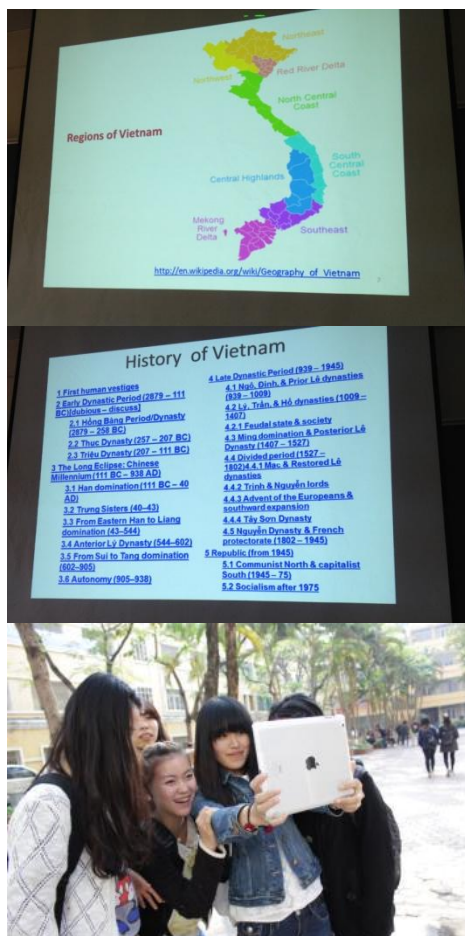 Northeast
Northwest
Red River Delta
North Central
Coast
Regions of Vietnam
South
Central
Coast
Central Highlands
Mekong
River
Delta
Southeast
http://en.wikipedia.org/wiki/Geography_of_Vietnam
History of Vietnam
1 First human vestiges
2 Early Dynastic Period (2879 – 111
BC)[dubious – discuss]
2.1 Hồng Bàng Period/Dynasty
(2879 – 258 BC)
2.2 Thục Dynasty (257 – 207 BC)
2.3 Triệu Dynasty (207 – 111 BC)
3 The Long Eclipse: Chinese
Millennium (111 BC – 938 AD)
3.1 Han domination (111 BC – 40
AD)
3.2 Trưng Sisters (40–43)
3.3 From Eastern Han to Liang
domination (43–544)
3.4 Anterior Lý Dynasty (544–602)
3.5 From Sui to Tang domination
(602–905)
3.6 Autonomy (905–938)
4 Late Dynastic Period (939 – 1945)
4.1 Ngô, Đinh, & Prior Lê dynasties
(939 – 1009)
4.2 Lý, Trần, & Hồ dynasties (1009 –
1407)
4.2.1 Feudal state & society
4.3 Ming domination & Posterior Lê
Dynasty (1407 – 1527)
4.4 Divided period (1527 –
1802)4.4.1 Mac & Restored Lê
dynasties
4.4.2 Trịnh & Nguyễn lords
4.4.3 Advent of the Europeans &
southward expansion
4.4.4 Tây Sơn Dynasty
4.5 Nguyễn Dynasty & French
protectorate (1802 – 1945)
5 Republic (from 1945)
5.1 Communist North & capitalist
South (1945 – 75)
5.2 Socialism after 1975